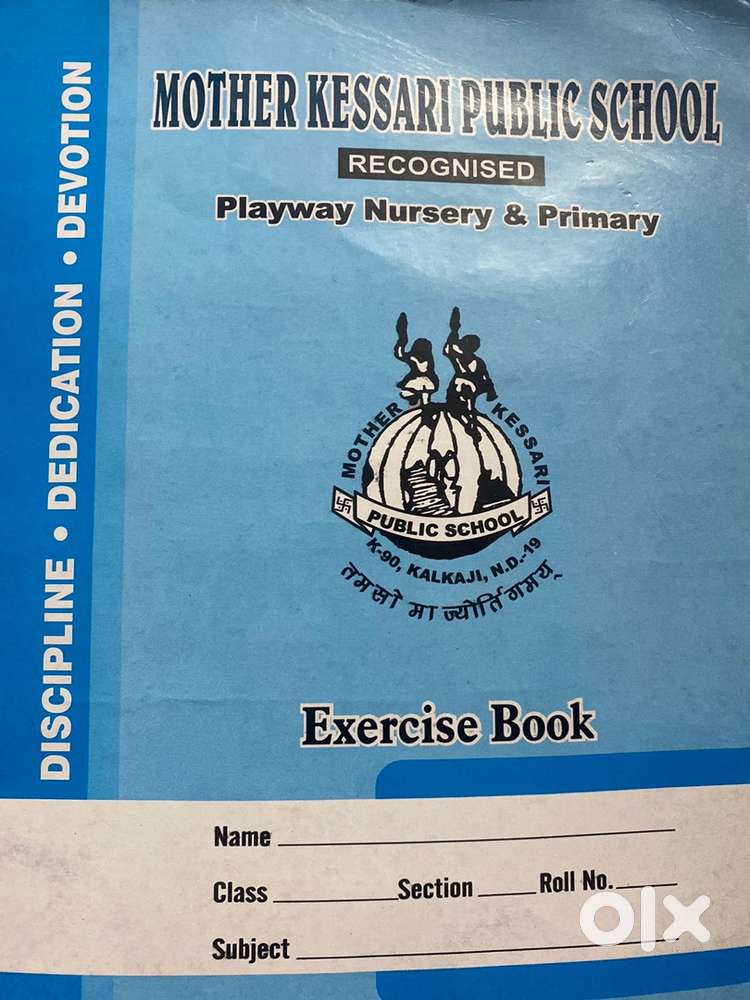 MOTHER KESSARI PUBLIC SCHOOL
RECOGNISED
Playway Nursery & Primary
DISCIPLINE • DEDICATION • DEVOTION
MOTHER KESSARI
PUBLIC SCHOOL
K-90, KALKAJI, N.D.-19
तमसो मा ज्योर्तिगमय्
Exercise Book
Name
Class Section Roll No.
Subject
olx